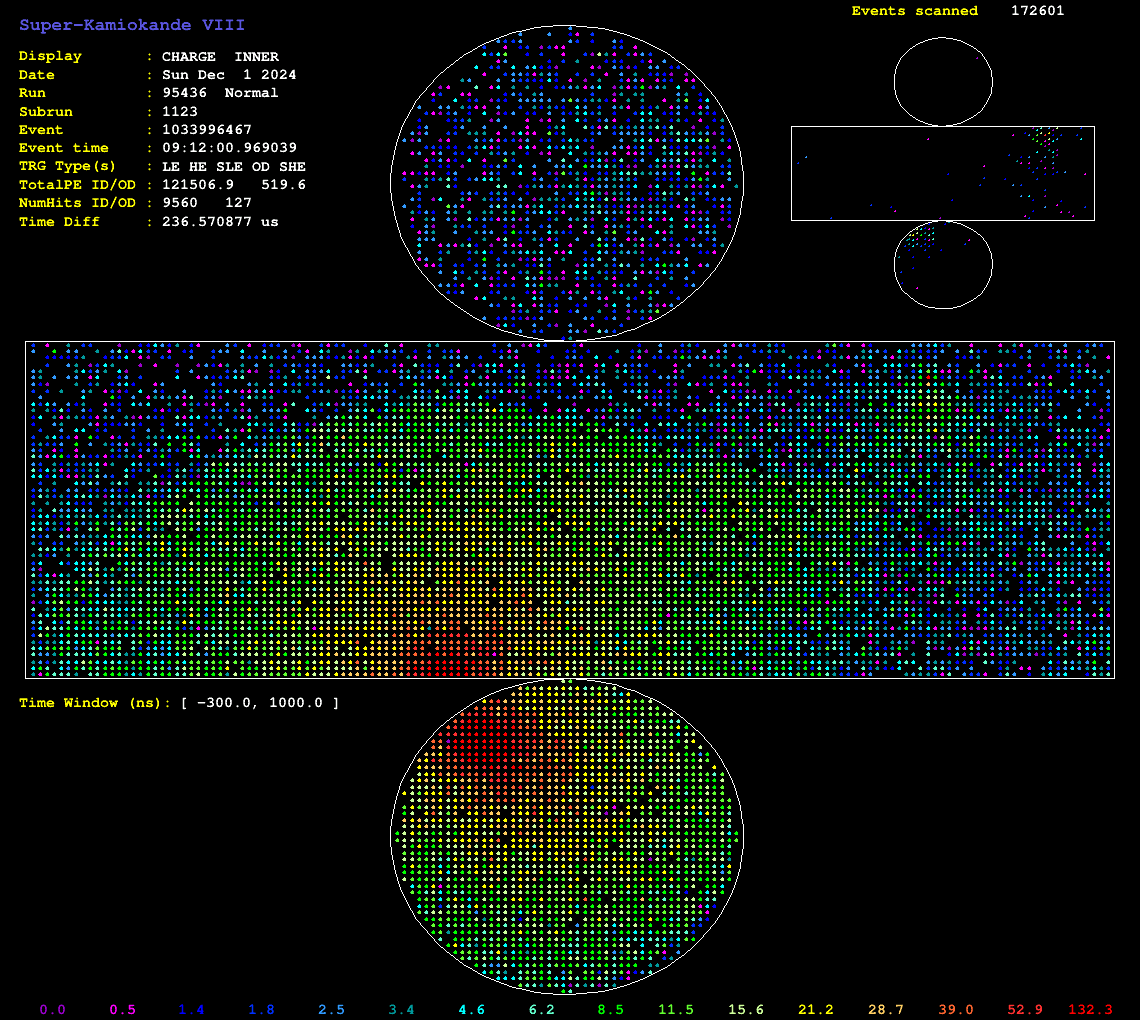 Super-Kamiokande VIII
Events scanned 172601
Display : CHARGE INNER
Date : Sun Dec 1 2024
Run : 95436 Normal
Subrun : 1123
Event : 1033996467
Event time : 09:12:00.969039
TRG Type(s) : LE HE SLE OD SHE
TotalPE ID/OD : 121506.9 519.6
NumHits ID/OD : 9560 127
Time Diff : 236.570877 us
Time Window (ns): [ -300.0, 1000.0 ]
0.0 0.5 1.4 1.8 2.5 3.4 4.6 6.2 8.5 11.5 15.6 21.2 28.7 39.0 52.9 132.3